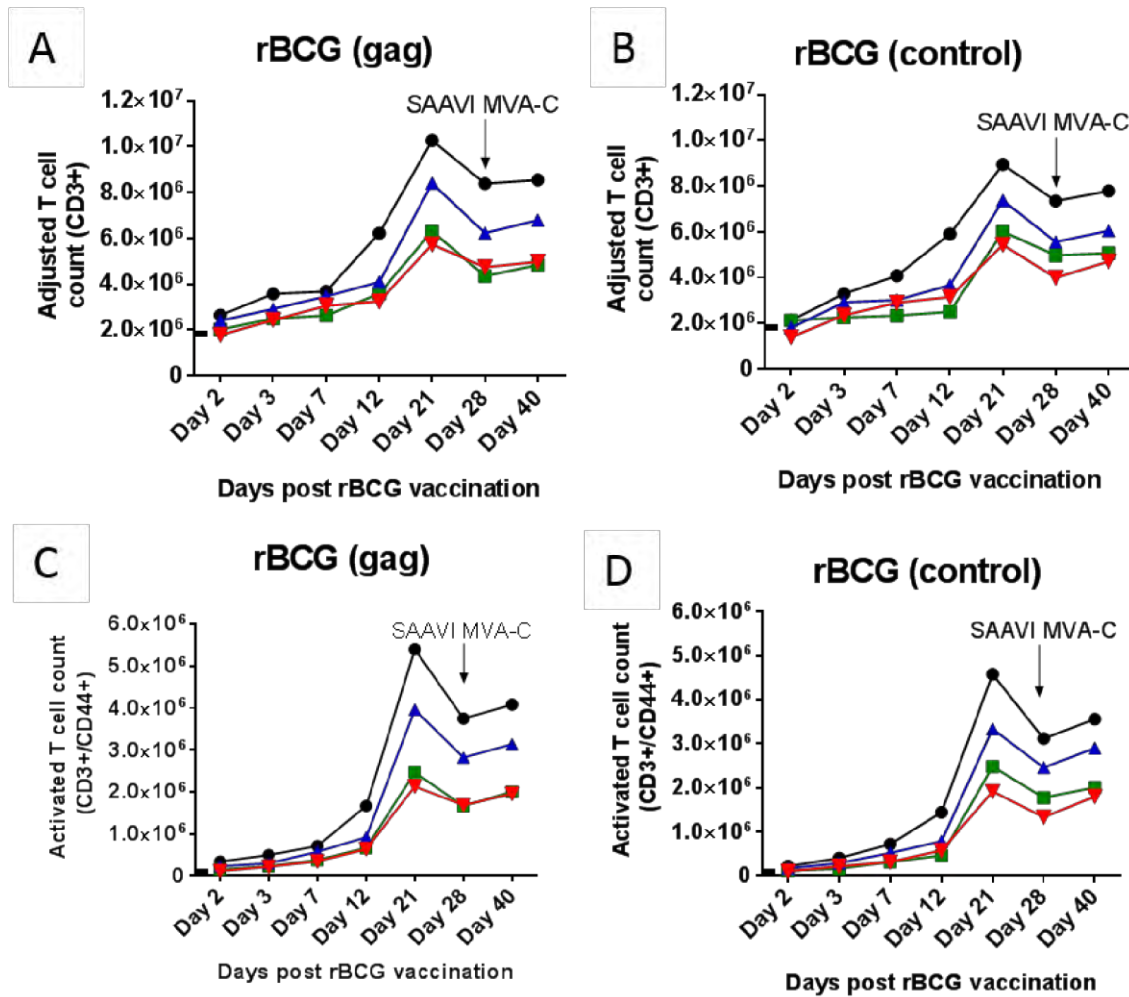 A
rBCG (gag)
Adjusted T cell
count (CD3+)
1.2×10⁷
1.0×10⁷
8.0×10⁶
6.0×10⁶
4.0×10⁶
2.0×10⁶
0
SAAVI MVA-C
Day 2
Day 3
Day 7
Day 12
Day 21
Day 28
Day 40
Days post rBCG vaccination
B
rBCG (control)
Adjusted T cell
count (CD3+)
1.2×10⁷
1.0×10⁷
8.0×10⁶
6.0×10⁶
4.0×10⁶
2.0×10⁶
0
SAAVI MVA-C
Day 2
Day 3
Day 7
Day 12
Day 21
Day 28
Day 40
Days post rBCG vaccination
C
rBCG (gag)
Activated T cell count
(CD3+/CD44+)
6.0×10⁶
5.0×10⁶
4.0×10⁶
3.0×10⁶
2.0×10⁶
1.0×10⁶
0
SAAVI MVA-C
Day 2
Day 3
Day 7
Day 12
Day 21
Day 28
Day 40
Days post rBCG vaccination
D
rBCG (control)
Activated T cell count
(CD3+/CD44+)
6.0×10⁶
5.0×10⁶
4.0×10⁶
3.0×10⁶
2.0×10⁶
1.0×10⁶
0
SAAVI MVA-C
Day 2
Day 3
Day 7
Day 12
Day 21
Day 28
Day 40
Days post rBCG vaccination